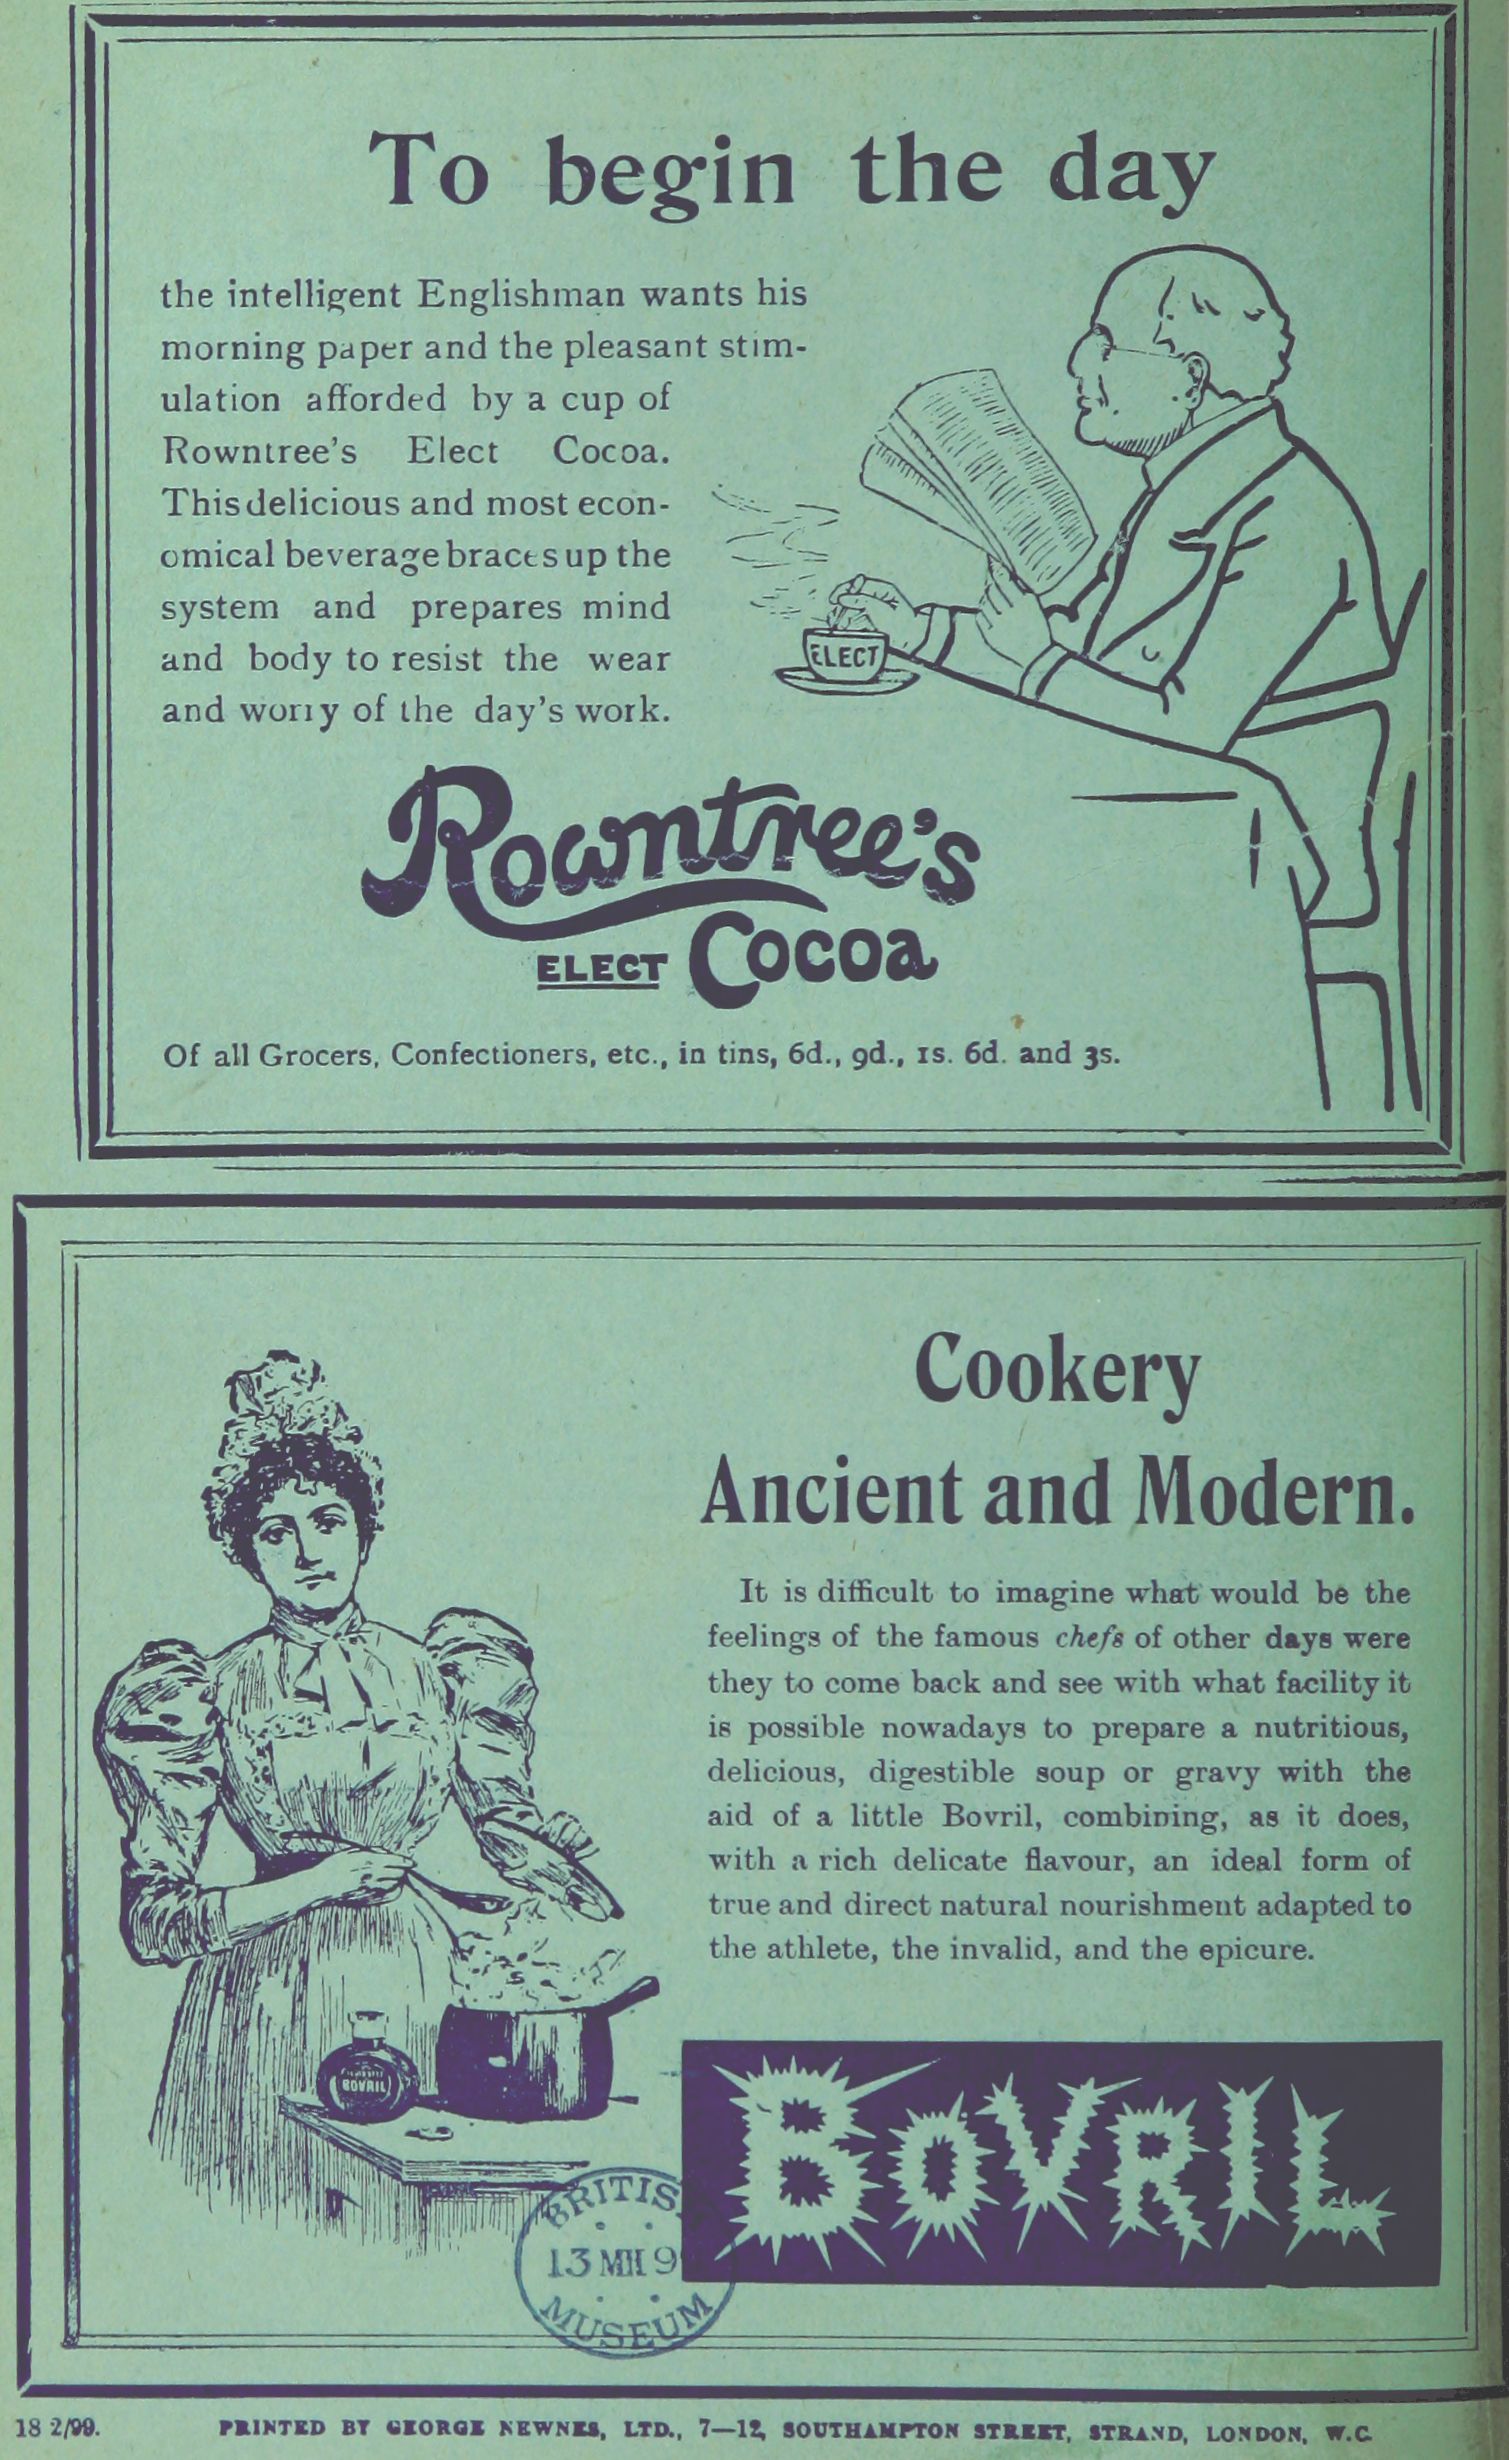 To begin the day
the intelligent Englishman wants his
morning paper and the pleasant stim-
ulation afforded by a cup of
Rowntree's Elect Cocoa.
This delicious and most econ-
omical beverage braces up the
system and prepares mind
and body to resist the wear
and worry of the day's work.
ELECT
Rowntree's
ELECT Cocoa
Of all Grocers, Confectioners, etc., in tins, 6d., 9d., 1s. 6d. and 3s.
Cookery
Ancient and Modern.
It is difficult to imagine what would be the
feelings of the famous chefs of other days were
they to come back and see with what facility it
is possible nowadays to prepare a nutritious,
delicious, digestible soup or gravy with the
aid of a little Bovril, combining, as it does,
with a rich delicate flavour, an ideal form of
true and direct natural nourishment adapted to
the athlete, the invalid, and the epicure.
BOVRIL
BOVRIL
BRITIS
13 MH 9
MUSEUM
18 2/99.
PRINTED BY GEORGE NEWNES, LTD., 7—12, SOUTHAMPTON STREET, STRAND, LONDON, W.C.